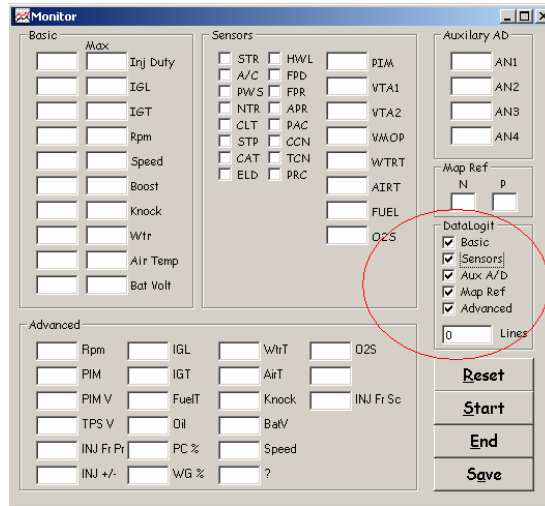 Monitor
Basic
Max
Inj Duty
IGL
IGT
Rpm
Speed
Boost
Knock
Wtr
Air Temp
Bat Volt
Sensors
STR HWL
A/C FPD
PWS FPR
NTR APR
CLT PAC
STP CCN
CAT TCN
ELD PRC
PIM
VTA1
VTA2
VMOP
WTRT
AIRT
FUEL
O2S
Auxilary AD
AN1
AN2
AN3
AN4
Map Ref
N P
DataLogit
Basic
Sensors
Aux A/D
Map Ref
Advanced
0 Lines
Advanced
Rpm IGL WtrT O2S
PIM IGT AirT
PIM V FuelT Knock INJ Fr Sc
TPS V Oil BatV
INJ Fr Pr PC % Speed
INJ +/- WG % ?
Reset
Start
End
Save